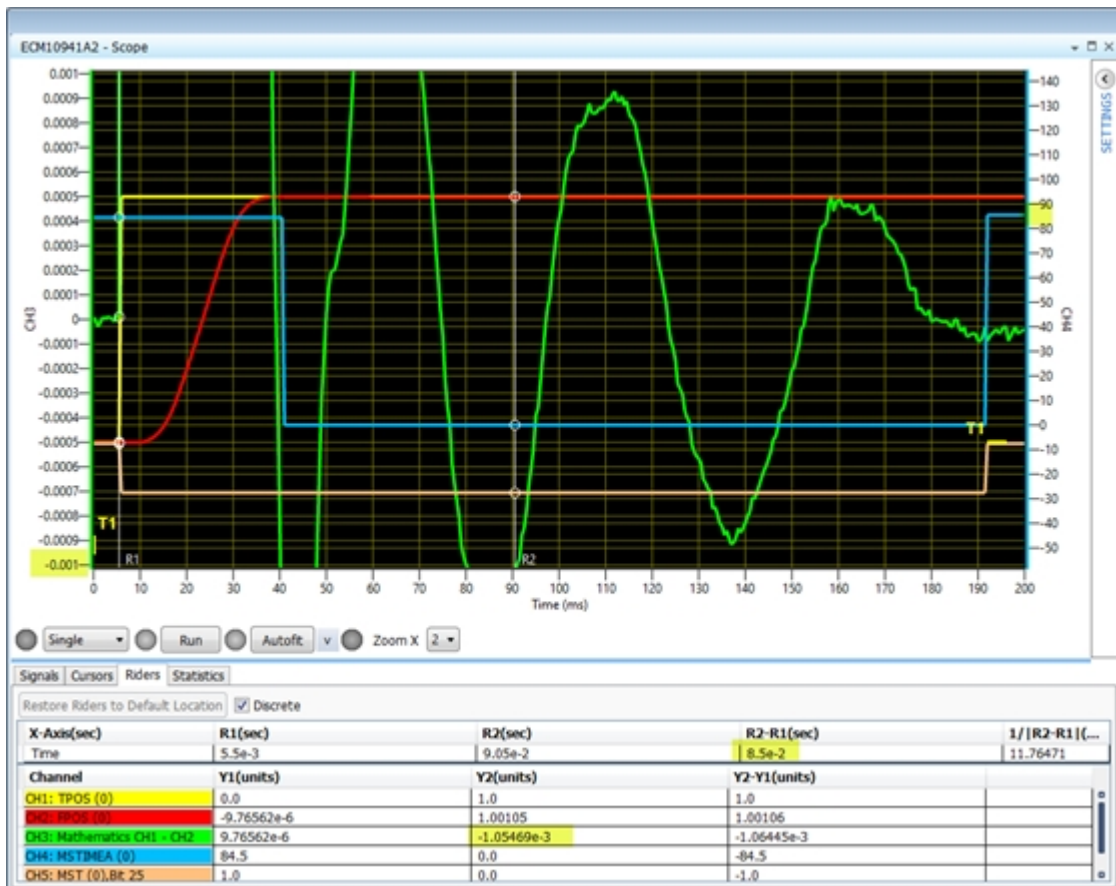 ECM10941A2 - Scope
0.001
0.0009
0.0008
0.0007
0.0006
0.0005
0.0004
0.0003
0.0002
0.0001
0
-0.0001
-0.0002
-0.0003
-0.0004
-0.0005
-0.0006
-0.0007
-0.0008
-0.0009
-0.001
CH3
T1
R1
R2
T1
140
130
120
110
100
90
80
70
60
50
40
30
20
10
0
-10
-20
-30
-40
-50
CH4
SETTINGS
0 10 20 30 40 50 60 70 80 90 100 110 120 130 140 150 160 170 180 190 200
Time (ms)
Single Run Autofit v Zoom X 2
Signals Cursors Riders Statistics
Restore Riders to Default Location Discrete
X-Axis(sec) R1(sec) R2(sec) R2-R1(sec) 1/|R2-R1|(...
Time 5.5e-3 9.05e-2 8.5e-2 11.76471
Channel Y1(units) Y2(units) Y2-Y1(units)
CH1: TPOS (0) 0.0 1.0 1.0
CH2: FPOS (0) -9.76562e-6 1.00105 1.00106
CH3: Mathematics CH1 - CH2 9.76562e-6 -1.05469e-3 -1.06445e-3
CH4: MSTIMEA (0) 84.5 0.0 -84.5
CH5: MST (0),Bit 25 1.0 0.0 -1.0